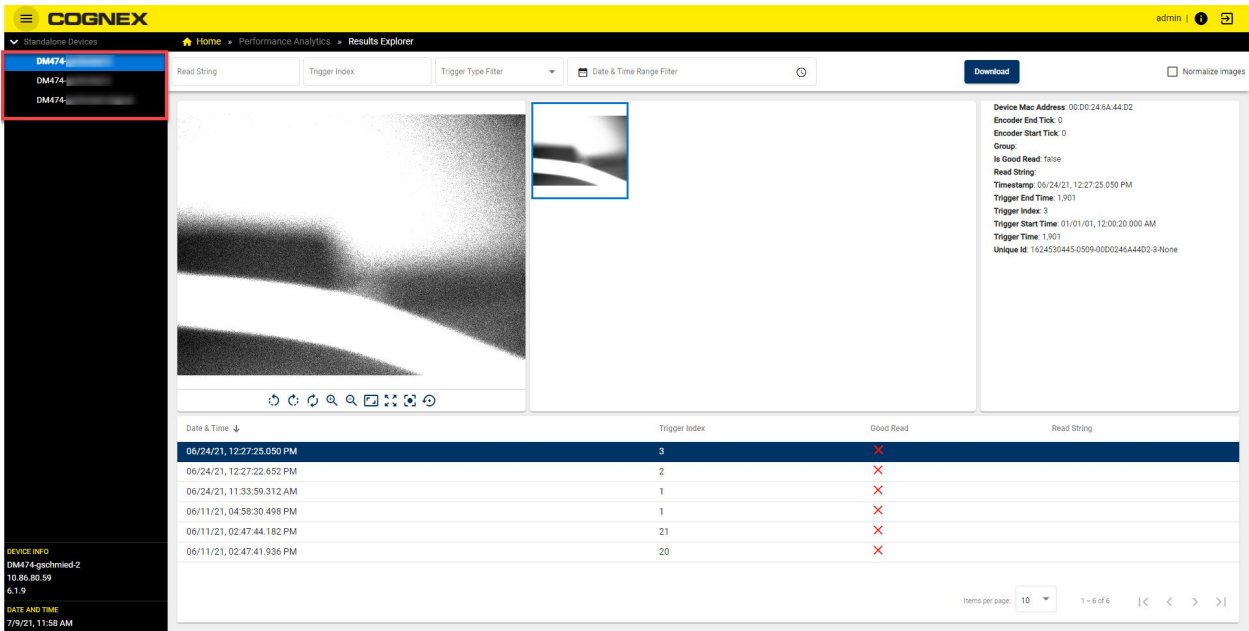 COGNEX
admin |
Standalone Devices
Home » Performance Analytics » Results Explorer
DM474-
DM474-
DM474-
Read String
Trigger Index
Trigger Type Filter
Date & Time Range Filter
Download
Normalize images
Device Mac Address: 00:D0:24:6A:44:D2
Encoder End Tick: 0
Encoder Start Tick: 0
Group:
Is Good Read: false
Read String:
Timestamp: 06/24/21, 12:27:25.050 PM
Trigger End Time: 1,901
Trigger Index: 3
Trigger Start Time: 01/01/01, 12:00:20.000 AM
Trigger Time: 1,901
Unique Id: 1624530445-0509-00D0246A44D2-3-None
Date & Time Trigger Index Good Read Read String
06/24/21, 12:27:25.050 PM 3
06/24/21, 12:27:22.652 PM 2
06/24/21, 11:33:59.312 AM 1
06/11/21, 04:58:30.498 PM 1
06/11/21, 02:47:44.182 PM 21
06/11/21, 02:47:41.936 PM 20
Items per page: 10 1 – 6 of 6
DEVICE INFO
DM474-gschmied-2
10.86.80.59
6.1.9
DATE AND TIME
7/9/21, 11:58 AM